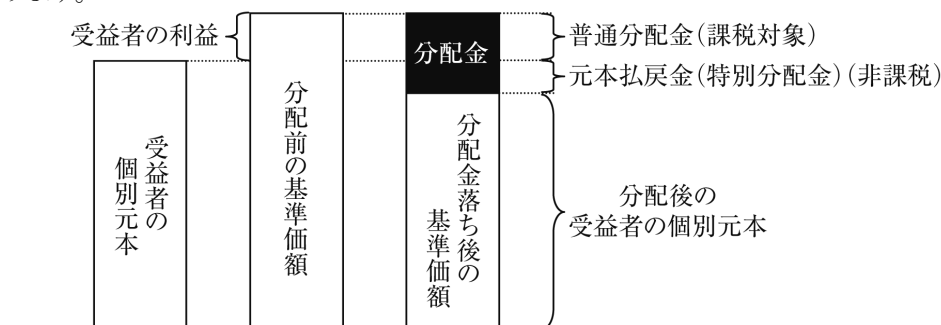 ります。
受益者の利益
分配金
普通分配金（課税対象）
元本払戻金（特別分配金）（非課税）
受益者の
個別元本
分配前の基準価額
分配金落ち後の
基準価額
分配後の
受益者の個別元本